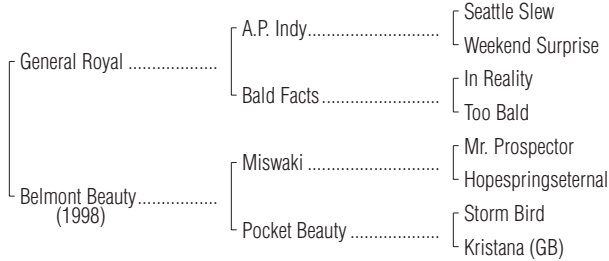 Seattle Slew
A.P. Indy
Weekend Surprise
General Royal
In Reality
Bald Facts
Too Bald
Mr. Prospector
Miswaki
Hopespringseternal
Belmont Beauty
(1998)
Storm Bird
Pocket Beauty
Kristana (GB)